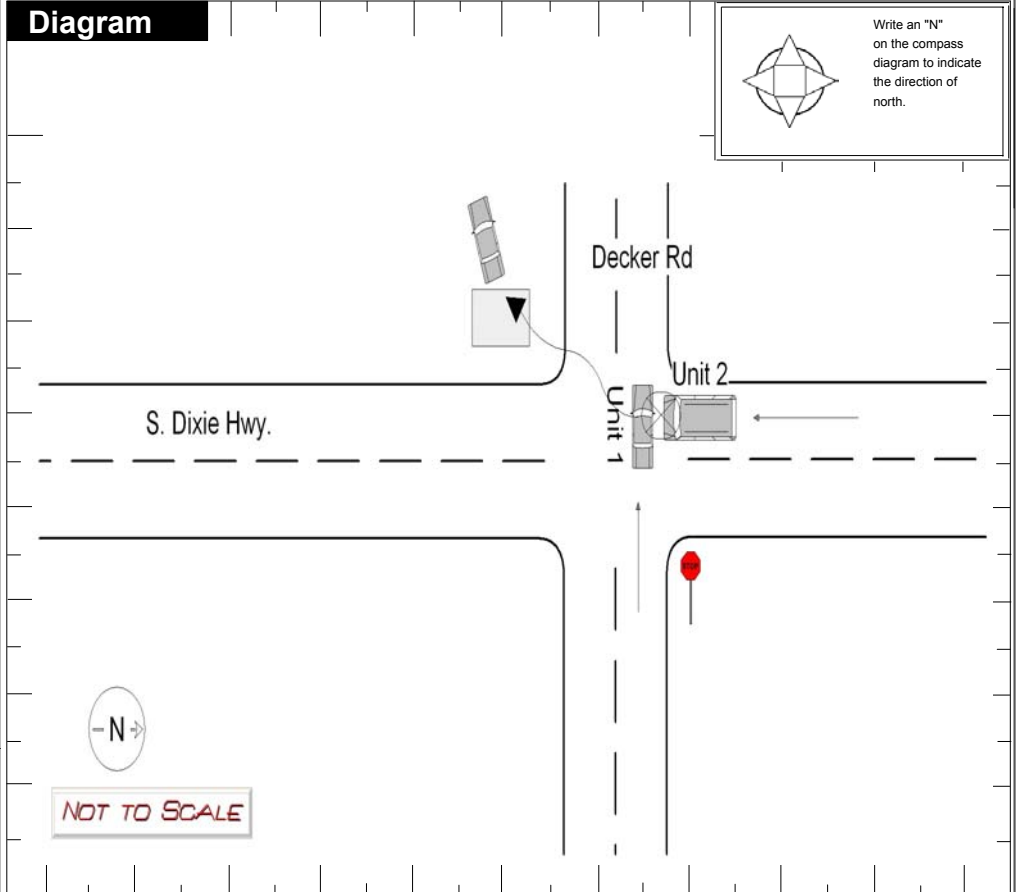 Diagram
Write an "N"
on the compass
diagram to indicate
the direction of
north.
Decker Rd
Unit 2
Unit 1
S. Dixie Hwy.
STOP
N
NOT TO SCALE